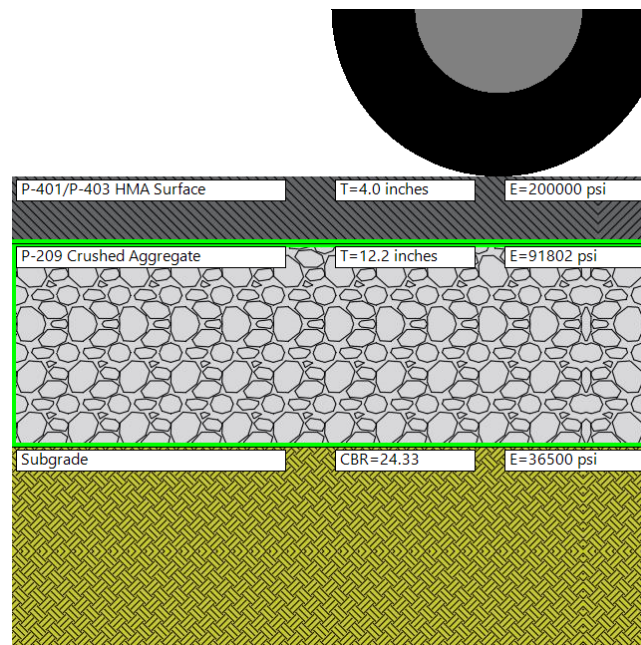 P-401/P-403 HMA Surface T=4.0 inches E=200000 psi
P-209 Crushed Aggregate T=12.2 inches E=91802 psi
Subgrade CBR=24.33 E=36500 psi